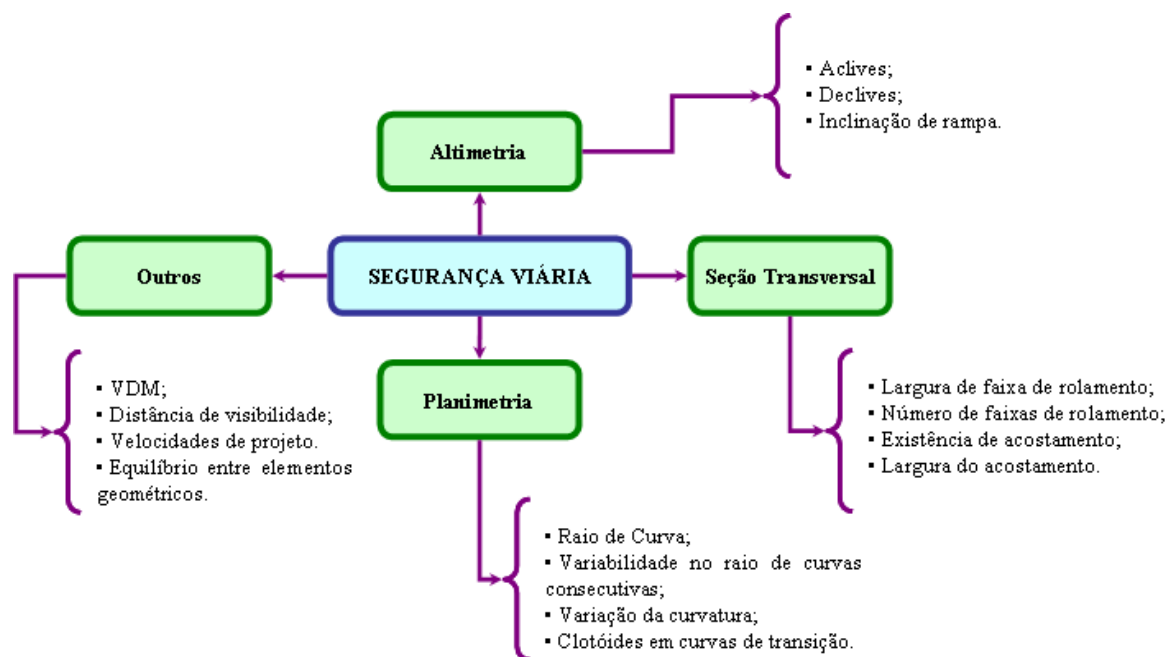 ▪ Aclives;
▪ Declives;
▪ Inclinação de rampa.
Altimetria
Outros
SEGURANÇA VIÁRIA
Seção Transversal
▪ VDM;
▪ Distância de visibilidade;
▪ Velocidades de projeto.
▪ Equilíbrio entre elementos
geométricos.
Planimetria
▪ Largura de faixa de rolamento;
▪ Número de faixas de rolamento;
▪ Existência de acostamento;
▪ Largura do acostamento.
▪ Raio de Curva;
▪ Variabilidade no raio de curvas
consecutivas;
▪ Variação da curvatura;
▪ Clotóides em curvas de transição.